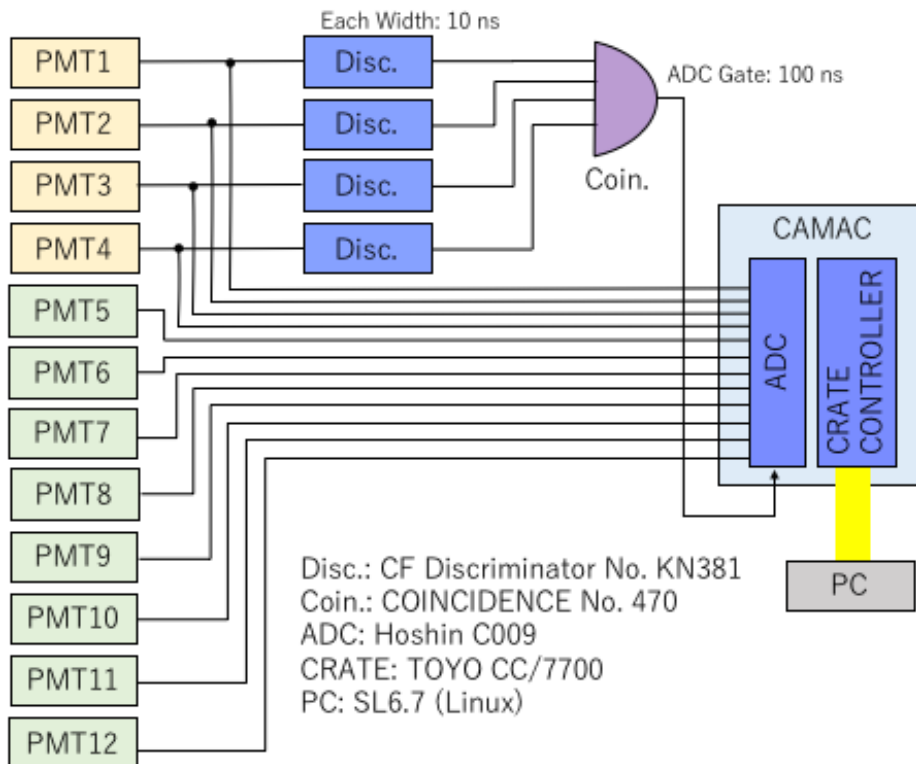 Each Width: 10 ns
PMT1
Disc.
ADC Gate: 100 ns
PMT2
Disc.
PMT3
Disc.
Coin.
PMT4
Disc.
CAMAC
PMT5
ADC
CRATE
CONTROLLER
PMT6
PMT7
PMT8
PMT9
PMT10
PMT11
PMT12
Disc.: CF Discriminator No. KN381
Coin.: COINCIDENCE No. 470
ADC: Hoshin C009
CRATE: TOYO CC/7700
PC: SL6.7 (Linux)
PC